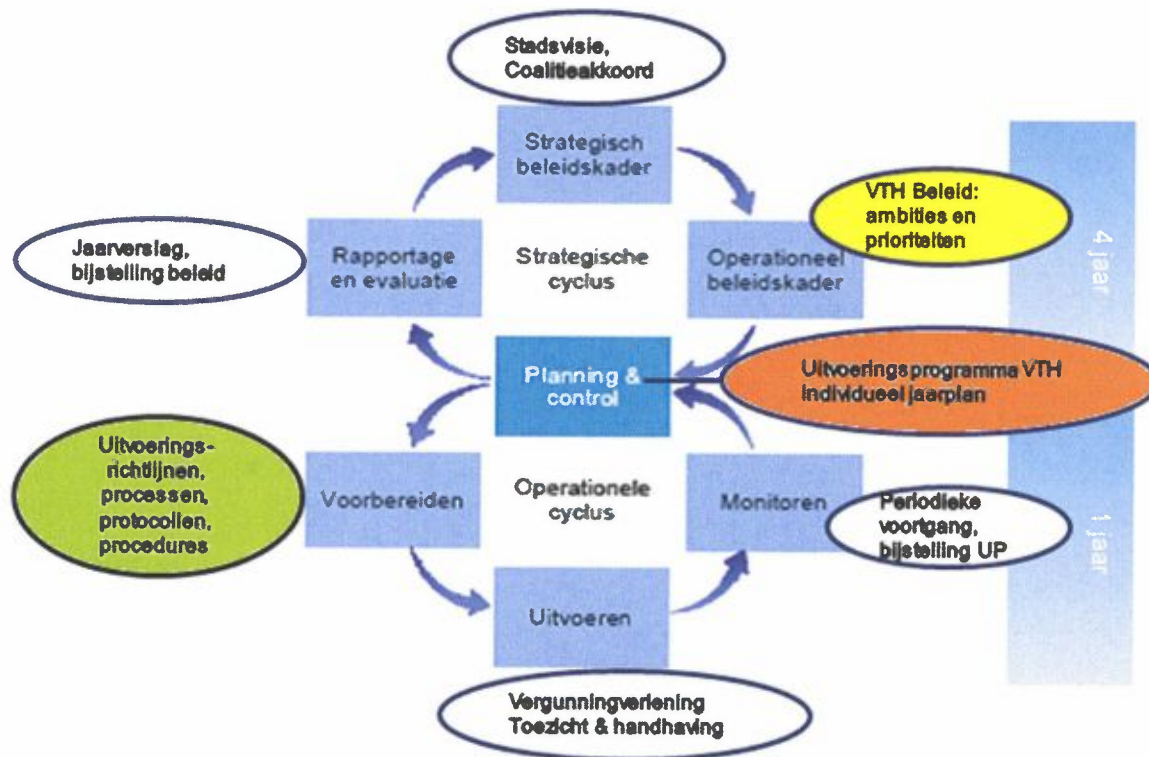 Stadsvisie,
Coalitieakkoord
Strategisch
beleidskader
VTH Beleid:
ambities en
prioriteiten
Jaarverslag,
bijstelling beleid
Rapportage
en evaluatie
Strategische
cyclus
Operationeel
beleidskader
4 jaar
Planning &
control
Uitvoeringsprogramma VTH
Individueel jaarplan
Uitvoerings-
richtlijnen,
processen,
protocollen,
procedures
Voorbereiden
Operationele
cyclus
Monitoren
Periodieke
voortgang,
bijstelling UP
1 jaar
Uitvoeren
Vergunningverlening
Toezicht & handhaving